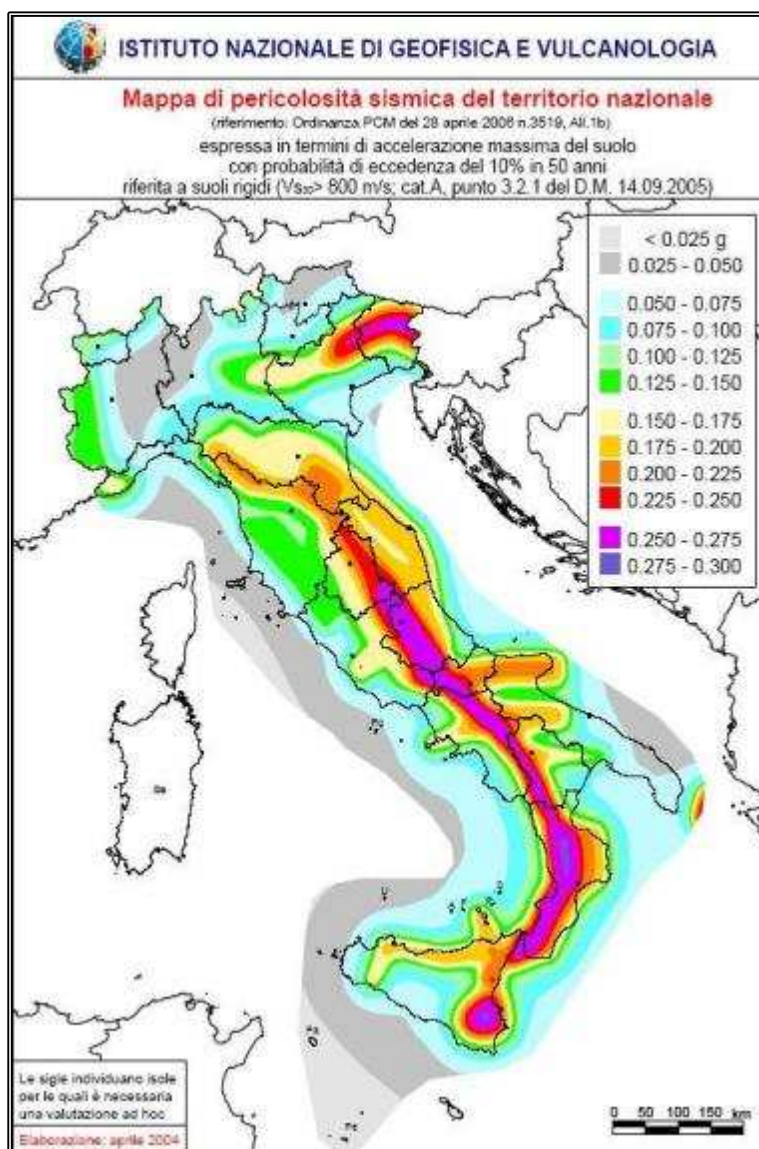 ISTITUTO NAZIONALE DI GEOFISICA E VULCANOLOGIA
Mappa di pericolosità sismica del territorio nazionale
(riferimento: Ordinanza PCM del 28 aprile 2006 n.3519, All.1b)
espressa in termini di accelerazione massima del suolo
con probabilità di eccedenza del 10% in 50 anni
riferita a suoli rigidi (Vs30> 800 m/s; cat.A, punto 3.2.1 del D.M. 14.09.2005)
< 0.025 g
0.025 - 0.050
0.050 - 0.075
0.075 - 0.100
0.100 - 0.125
0.125 - 0.150
0.150 - 0.175
0.175 - 0.200
0.200 - 0.225
0.225 - 0.250
0.250 - 0.275
0.275 - 0.300
Le sigle individuano isole
per le quali è necessaria
una valutazione ad hoc
Elaborazione: aprile 2004
0 50 100 150 km